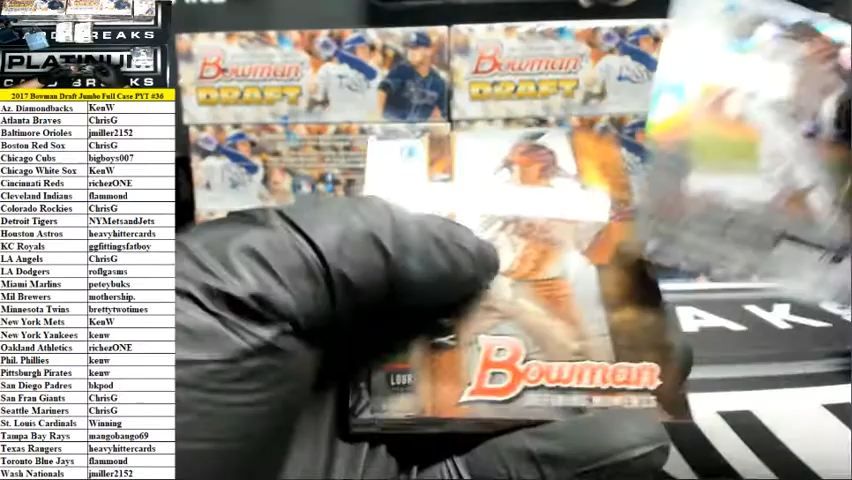 BREAKS
PLATINUM
CARD BREAKS
2017 Bowman Draft Jumbo Full Case PYT #36
Az. Diamondbacks KenW
Atlanta Braves ChrisG
Baltimore Orioles jmiller2152
Boston Red Sox ChrisG
Chicago Cubs bigboys007
Chicago White Sox KenW
Cincinnati Reds richezONE
Cleveland Indians flammond
Colorado Rockies ChrisG
Detroit Tigers NYMetsandJets
Houston Astros heavyhittercards
KC Royals ggfittingsfatboy
LA Angels ChrisG
LA Dodgers roflgasms
Miami Marlins peteybuks
Mil Brewers mothership.
Minnesota Twins brettytwotimes
New York Mets KenW
New York Yankees kenw
Oakland Athletics richezONE
Phil. Phillies kenw
Pittsburgh Pirates kenw
San Diego Padres bkpod
San Fran Giants ChrisG
Seattle Mariners ChrisG
St. Louis Cardinals Winning
Tampa Bay Rays mangobango69
Texas Rangers heavyhittercards
Toronto Blue Jays flammond
Wash Nationals jmiller2152
Bowman
DRAFT
Bowman
DRAFT
Bowman